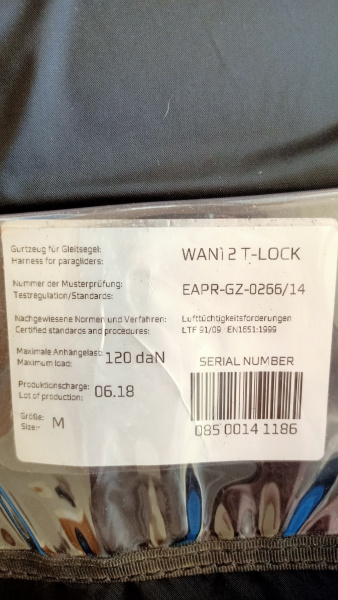 Gurtzeug für Gleitsegel:
Harness for paragliders:
WANI 2 T-LOCK
Nummer der Musterprüfung:
Testregulation/Standards:
EAPR-GZ-0266/14
Nachgewiesene Normen und Verfahren:
Certified standards and procedures:
Lufttüchtigkeitsforderungen
LTF 91/09 EN1651:1999
Maximale Anhängelast:
Maximum load:
120 daN
SERIAL NUMBER
Produktionscharge:
Lot of production:
06.18
Größe:
Size:-
M
085 0014 1186